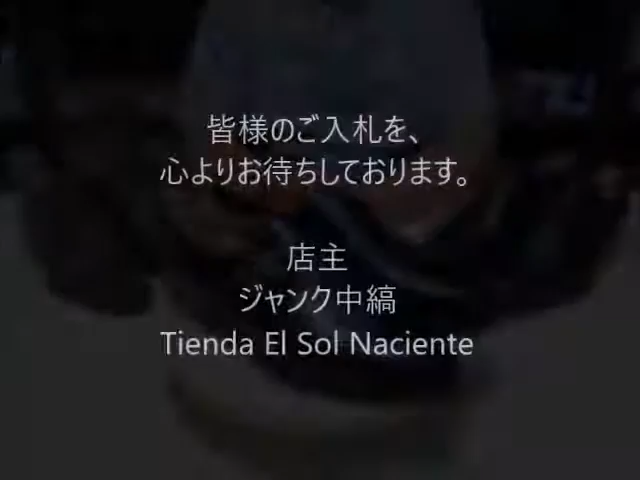 皆様のご入札を、
心よりお待ちしております。
店主
ジャンク中縞
Tienda El Sol Naciente